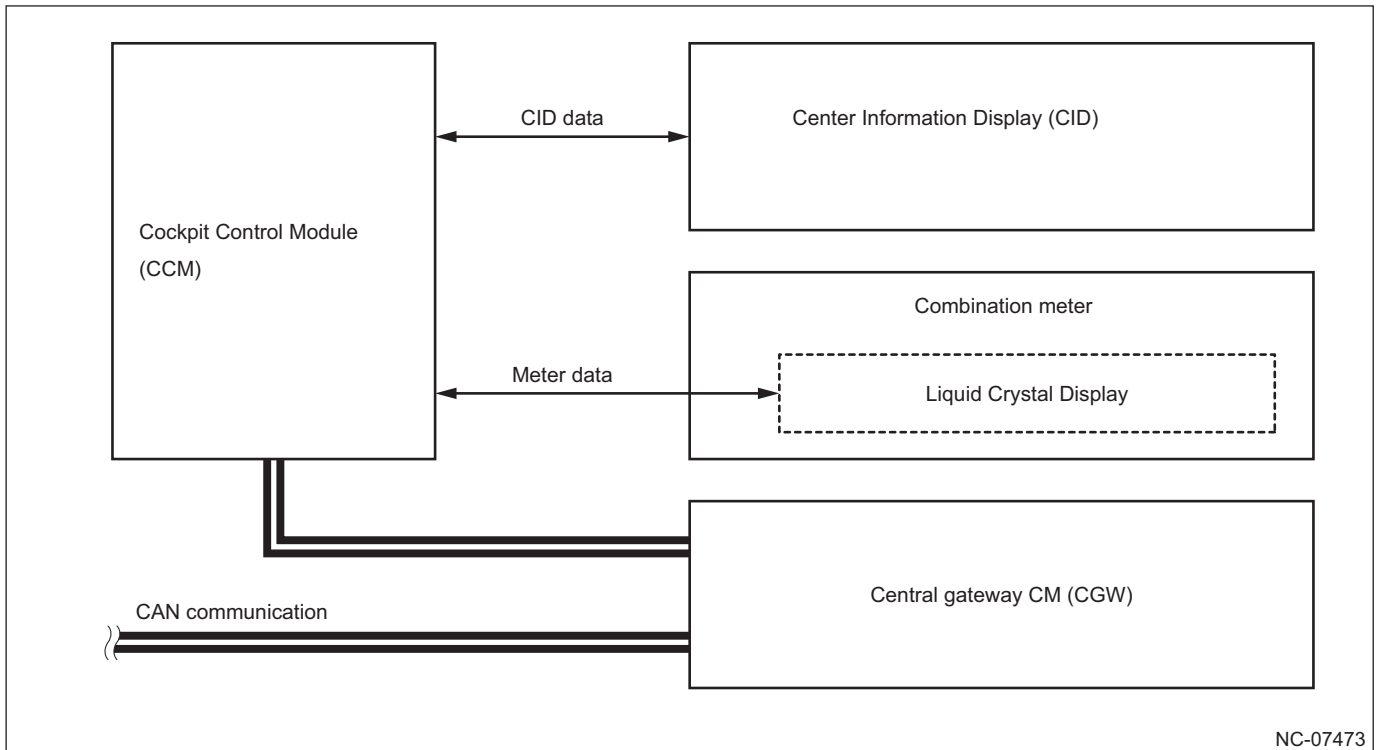 CID data
Center Information Display (CID)
Cockpit Control Module
(CCM)
Combination meter
Meter data
Liquid Crystal Display
Central gateway CM (CGW)
CAN communication
NC-07473